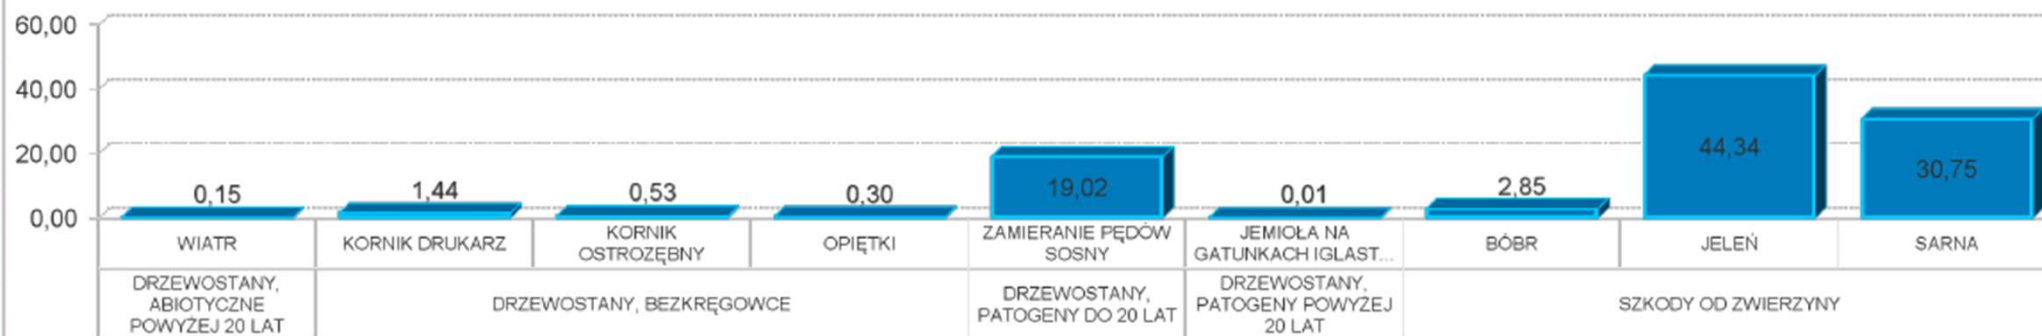 60,00
40,00
20,00
0,00
0,15
1,44
0,53
0,30
19,02
0,01
2,85
44,34
30,75
WIATR
KORNIK DRUKARZ
KORNIK
OSTROZĘBNY
OPIĘTKI
ZAMIERANIE PĘDÓW
SOSNY
JEMIOŁA NA
GATUNKACH IGLAST...
BÓBR
JELEŃ
SARNA
DRZEWOSTANY,
ABIOTYCZNE
POWYŻEJ 20 LAT
DRZEWOSTANY, BEZKRĘGOWCE
DRZEWOSTANY,
PATOGENY DO 20 LAT
DRZEWOSTANY,
PATOGENY POWYŻEJ
20 LAT
SZKODY OD ZWIERZYNY